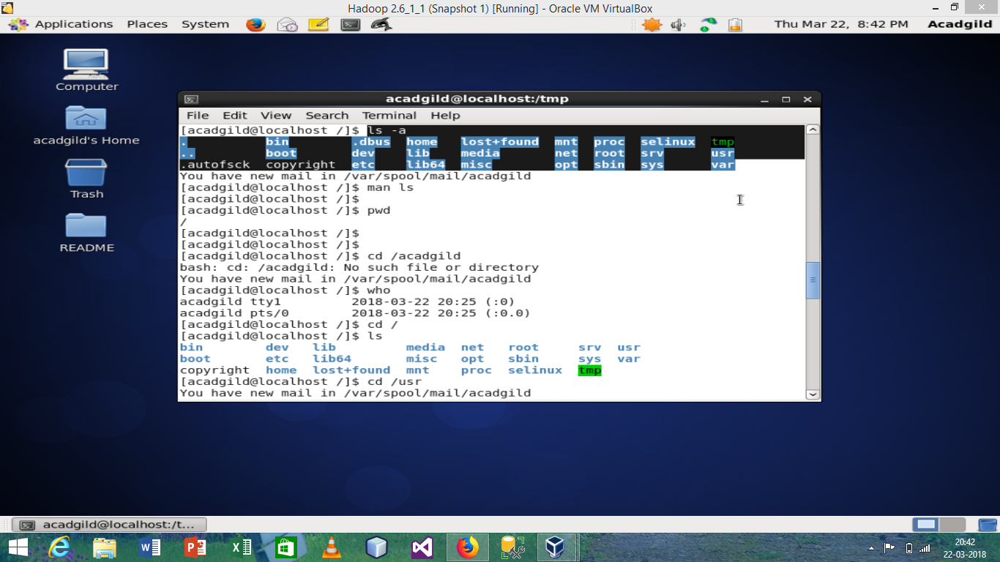 Hadoop 2.6_1_1 (Snapshot 1) [Running] - Oracle VM VirtualBox
Applications Places System Thu Mar 22, 8:42 PM Acadgild
Computer
acadgild's Home
Trash
README
acadgild@localhost:/tmp
File Edit View Search Terminal Help
[acadgild@localhost /]$ ls -a
. bin .dbus home lost+found mnt proc selinux tmp
.. boot dev lib media net root srv usr
.autofsck copyright etc lib64 misc opt sbin sys var
You have new mail in /var/spool/mail/acadgild
[acadgild@localhost /]$ man ls
[acadgild@localhost /]$
[acadgild@localhost /]$ pwd
/
[acadgild@localhost /]$
[acadgild@localhost /]$
[acadgild@localhost /]$ cd /acadgild
bash: cd: /acadgild: No such file or directory
You have new mail in /var/spool/mail/acadgild
[acadgild@localhost /]$ who
acadgild tty1 2018-03-22 20:25 (:0)
acadgild pts/0 2018-03-22 20:25 (:0.0)
[acadgild@localhost /]$ cd /
[acadgild@localhost /]$ ls
bin dev lib media net root srv usr
boot etc lib64 misc opt sbin sys var
copyright home lost+found mnt proc selinux tmp
[acadgild@localhost /]$ cd /usr
You have new mail in /var/spool/mail/acadgild
acadgild@localhost:/t...
20:42
22-03-2018